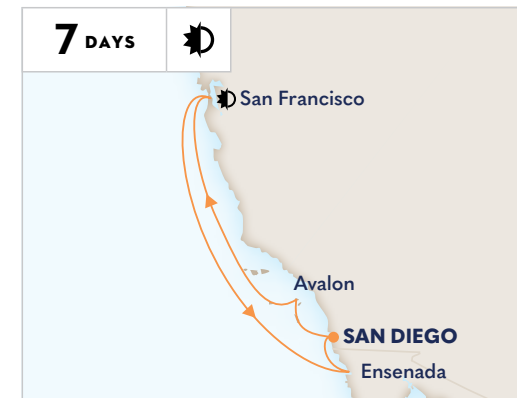 7 DAYS
San Francisco
Avalon
SAN DIEGO
Ensenada